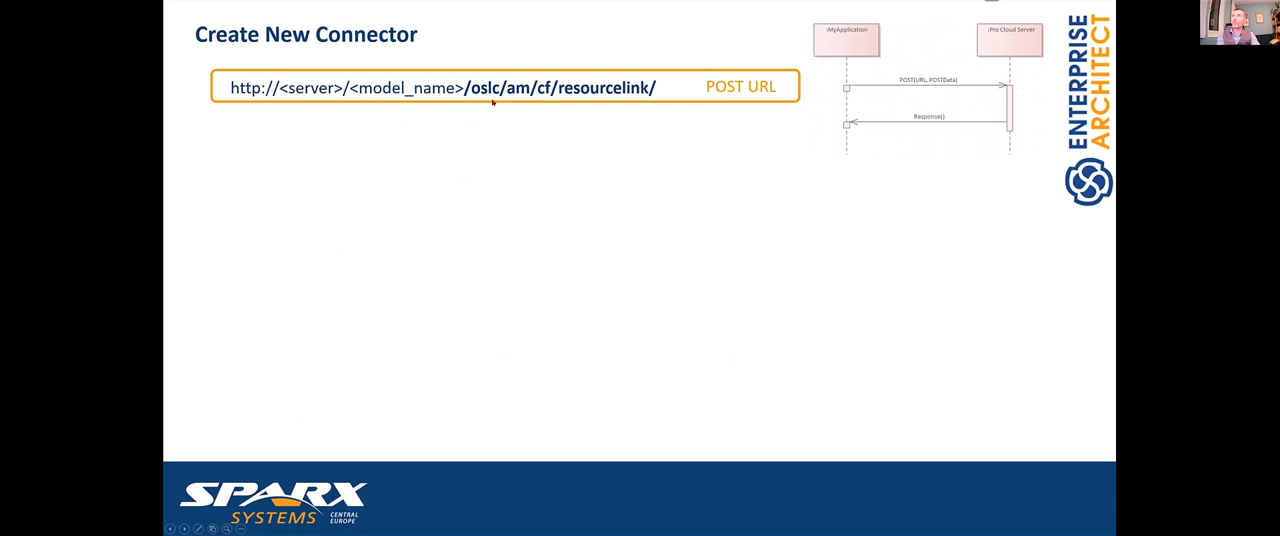 Create New Connector
http://<server>/<model_name>/oslc/am/cf/resourcelink/ POST URL
:MyApplication
:Pro Cloud Server
POST(URL, POSTData)
Response()
ENTERPRISE
ARCHITECT
SPARX
SYSTEMS
CENTRAL
EUROPE